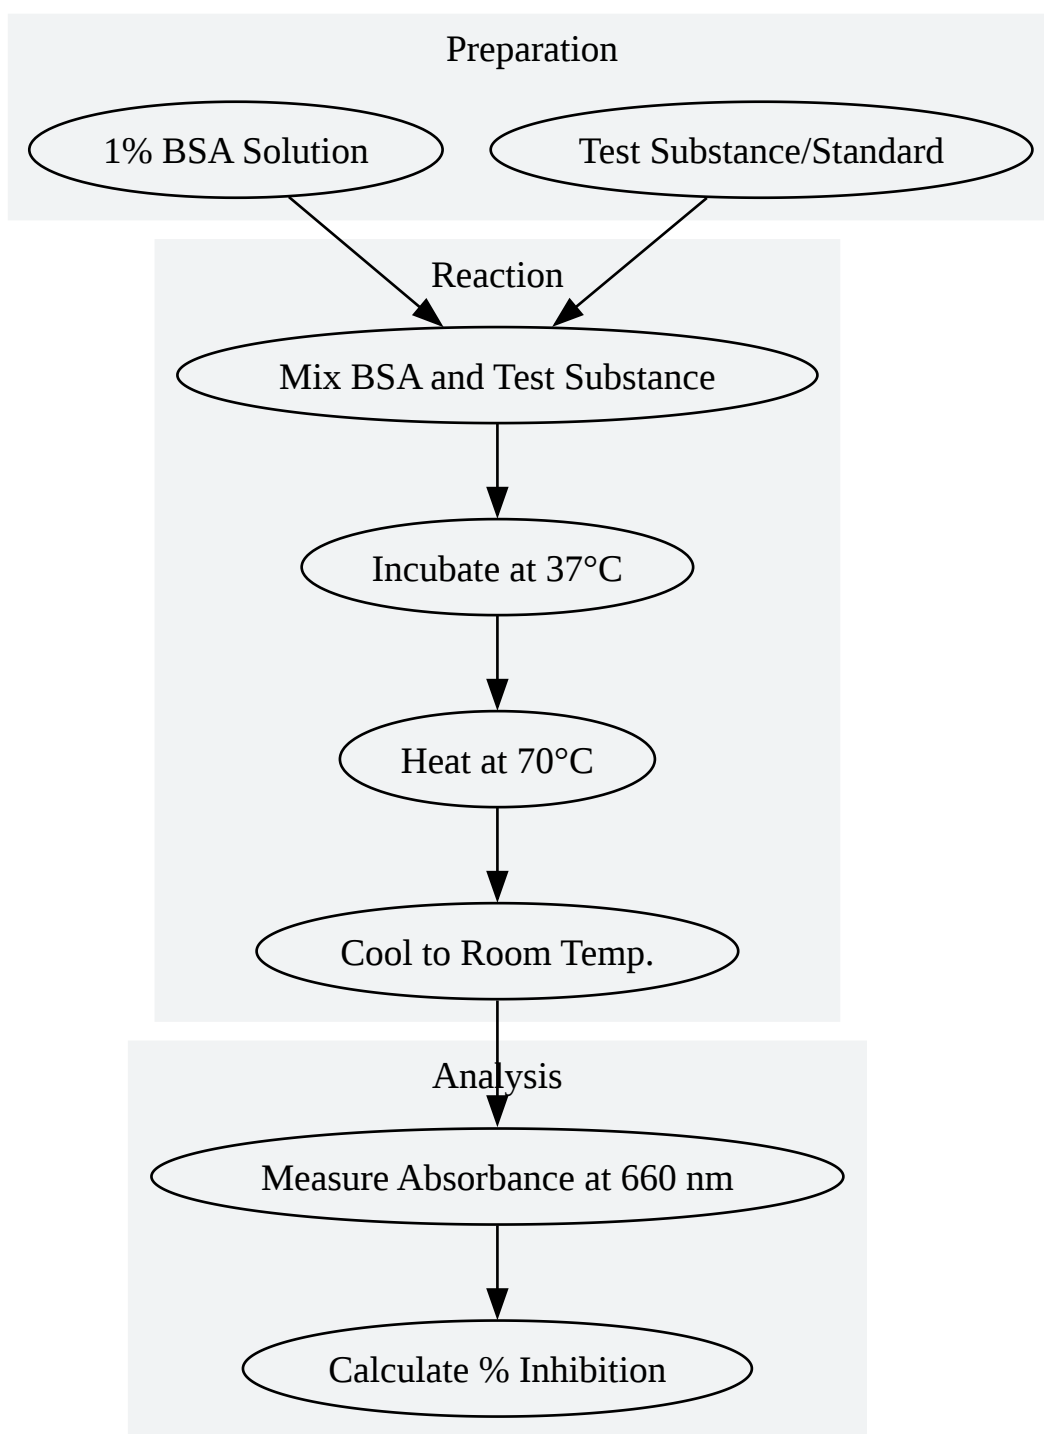 Preparation
1% BSA Solution
Test Substance/Standard
Reaction
Mix BSA and Test Substance
Incubate at 37°C
Heat at 70°C
Cool to Room Temp.
Analysis
Measure Absorbance at 660 nm
Calculate % Inhibition